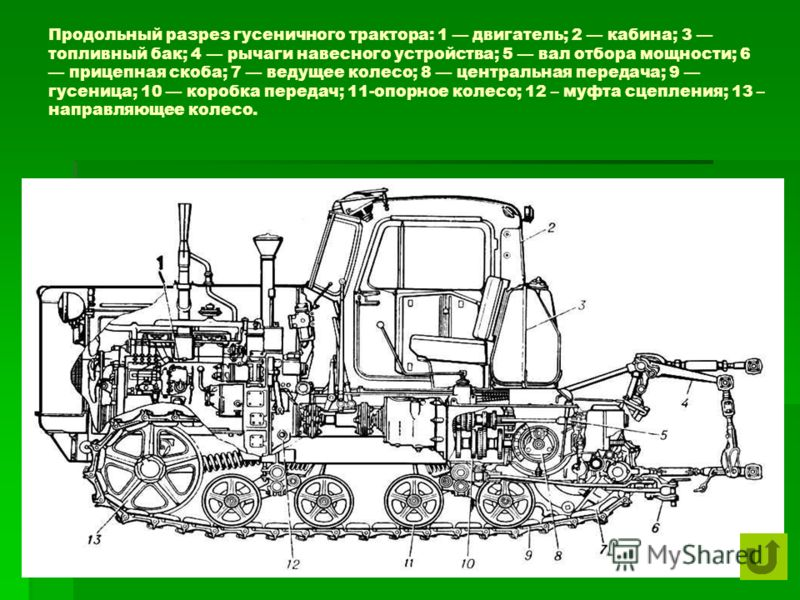 Продольный разрез гусеничного трактора: 1 — двигатель; 2 — кабина; 3 —
топливный бак; 4 — рычаги навесного устройства; 5 — вал отбора мощности; 6
— прицепная скоба; 7 — ведущее колесо; 8 — центральная передача; 9 —
гусеница; 10 — коробка передач; 11-опорное колесо; 12 – муфта сцепления; 13 –
направляющее колесо.
1
2
3
4
5
6
13
12
11
10
9
8
7
MyShared